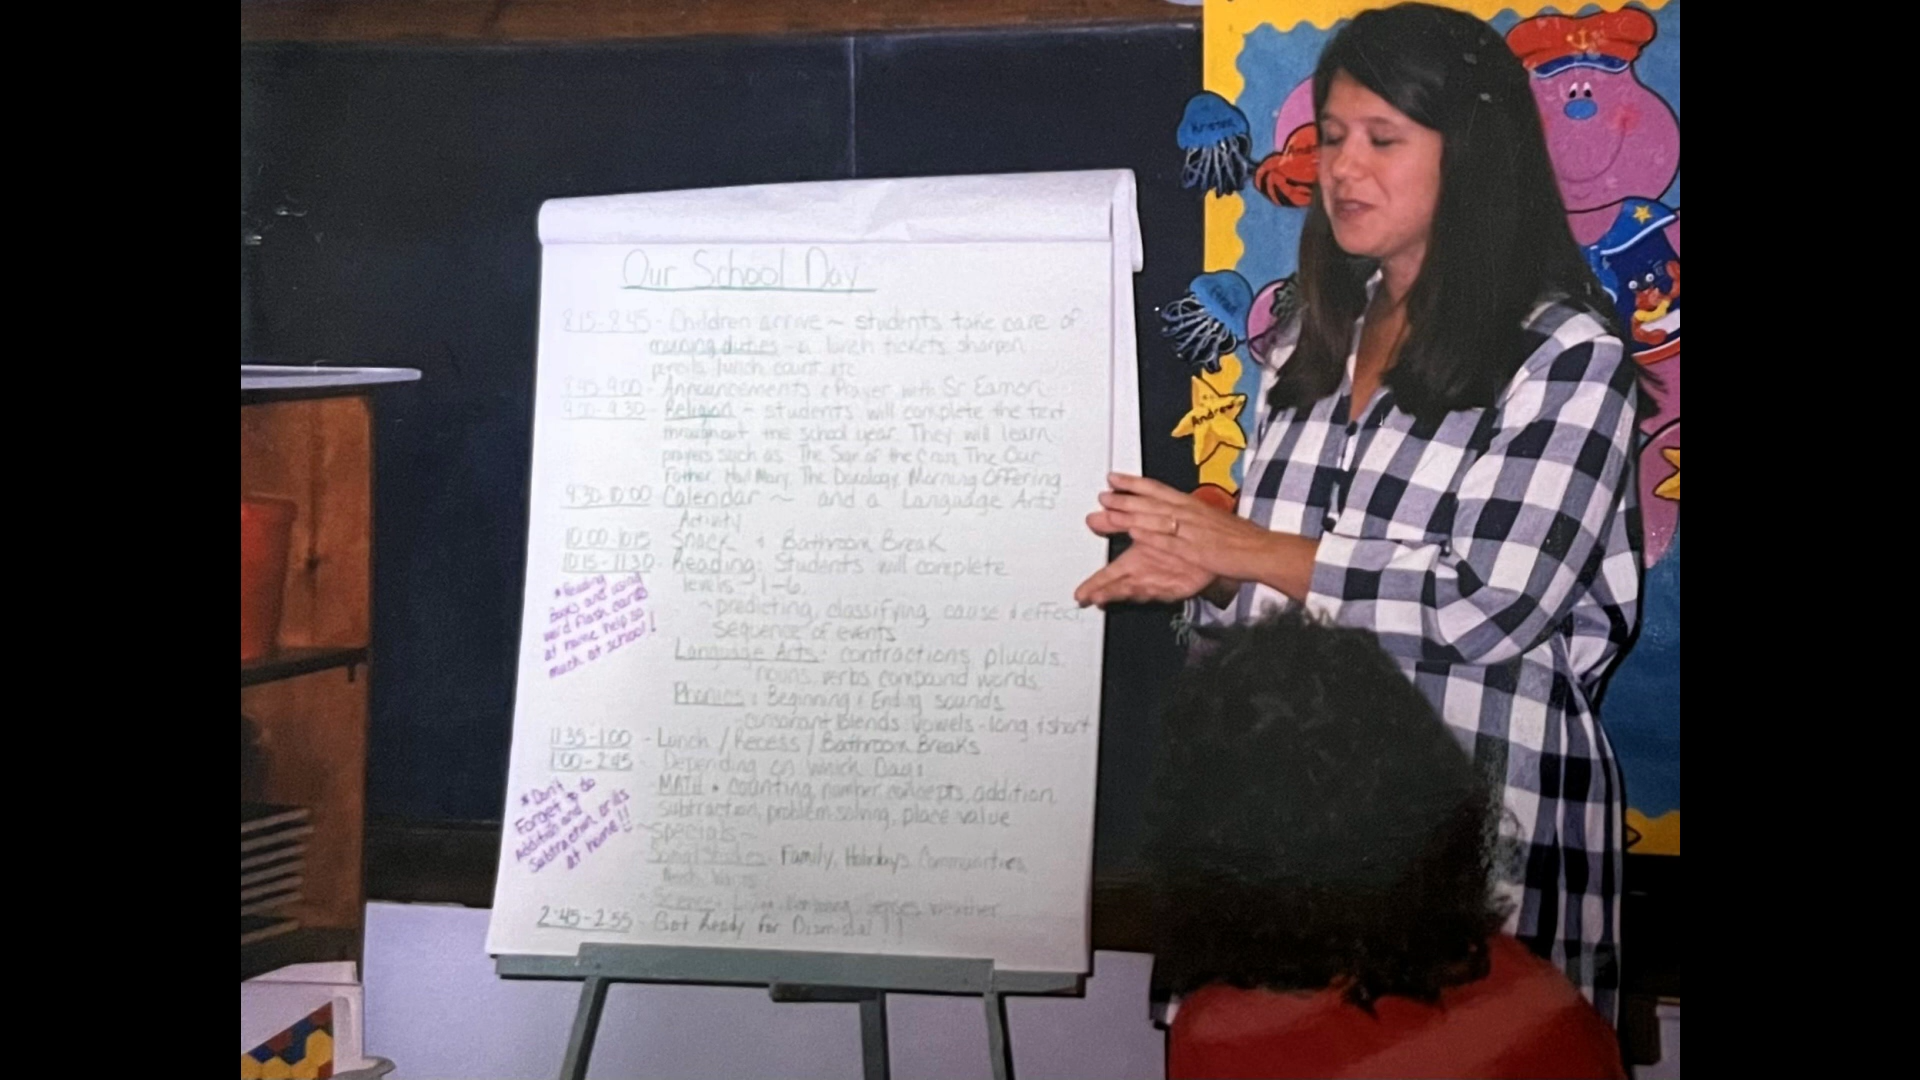 Our School Day
8:15-8:45 - Children arrive ~ students take care of
morning duties - lunch tickets, sharpen
pencils, lunch count, etc.
8:45-9:00 - Announcements & Prayer with Sr. Eamon
9:00-9:30 - Religion ~ students will complete the text
throughout the school year. They will learn
prayers such as The Sign of the Cross, The Our
Father, Hail Mary, The Doxology, Morning Offering
9:30-10:00 Calendar ~ and a Language Arts
Activity
10:00-10:15 Snack & Bathroom Break
10:15-11:30 - Reading: Students will complete
levels 1-6.
~predicting, classifying, cause & effect,
sequence of events
Language Arts: contractions, plurals,
nouns, verbs, compound words
Phonics: Beginning & Ending sounds
consonant blends, vowels - long & short
11:35-1:00 - Lunch / Recess / Bathroom Breaks
1:00-2:45 - Depending on which Day:
MATH • counting, number concepts, addition
subtraction, problem solving, place value
~specials~
Social Studies - Family, Holidays, Communities,
Science - weather
2:45-2:55 - Get Ready for Dismissal!!
*Reading
Books and using
word flash cards
at home help so
much at school!
*Don't
Forget to do
Addition and
Subtraction drills
at home!!
Kristen
Andrew